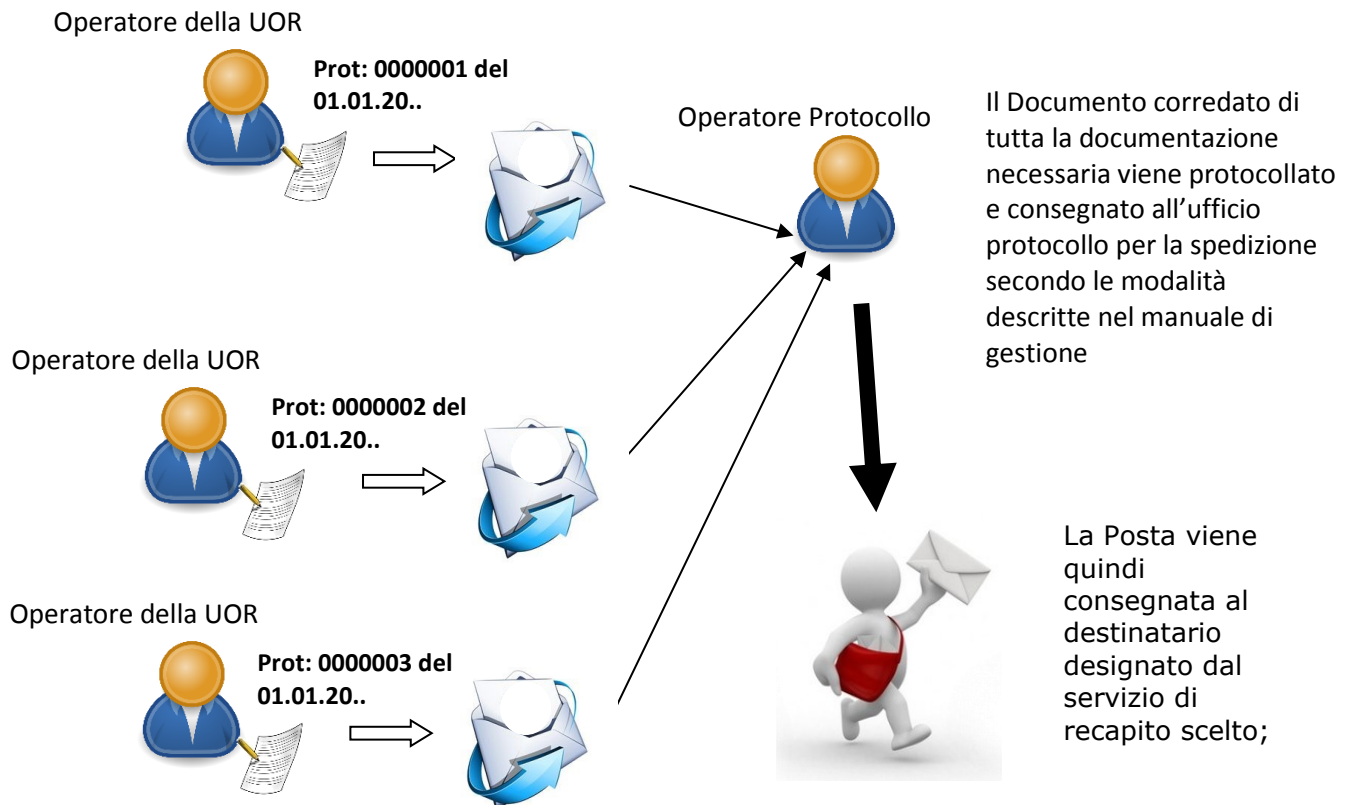 Operatore della UOR
Prot: 0000001 del
01.01.20..
Operatore Protocollo
Il Documento corredato di
tutta la documentazione
necessaria viene protocollato
e consegnato all’ufficio
protocollo per la spedizione
secondo le modalità
descritte nel manuale di
gestione
Operatore della UOR
Prot: 0000002 del
01.01.20..
La Posta viene
quindi
consegnata al
destinatario
designato dal
servizio di
recapito scelto;
Operatore della UOR
Prot: 0000003 del
01.01.20..